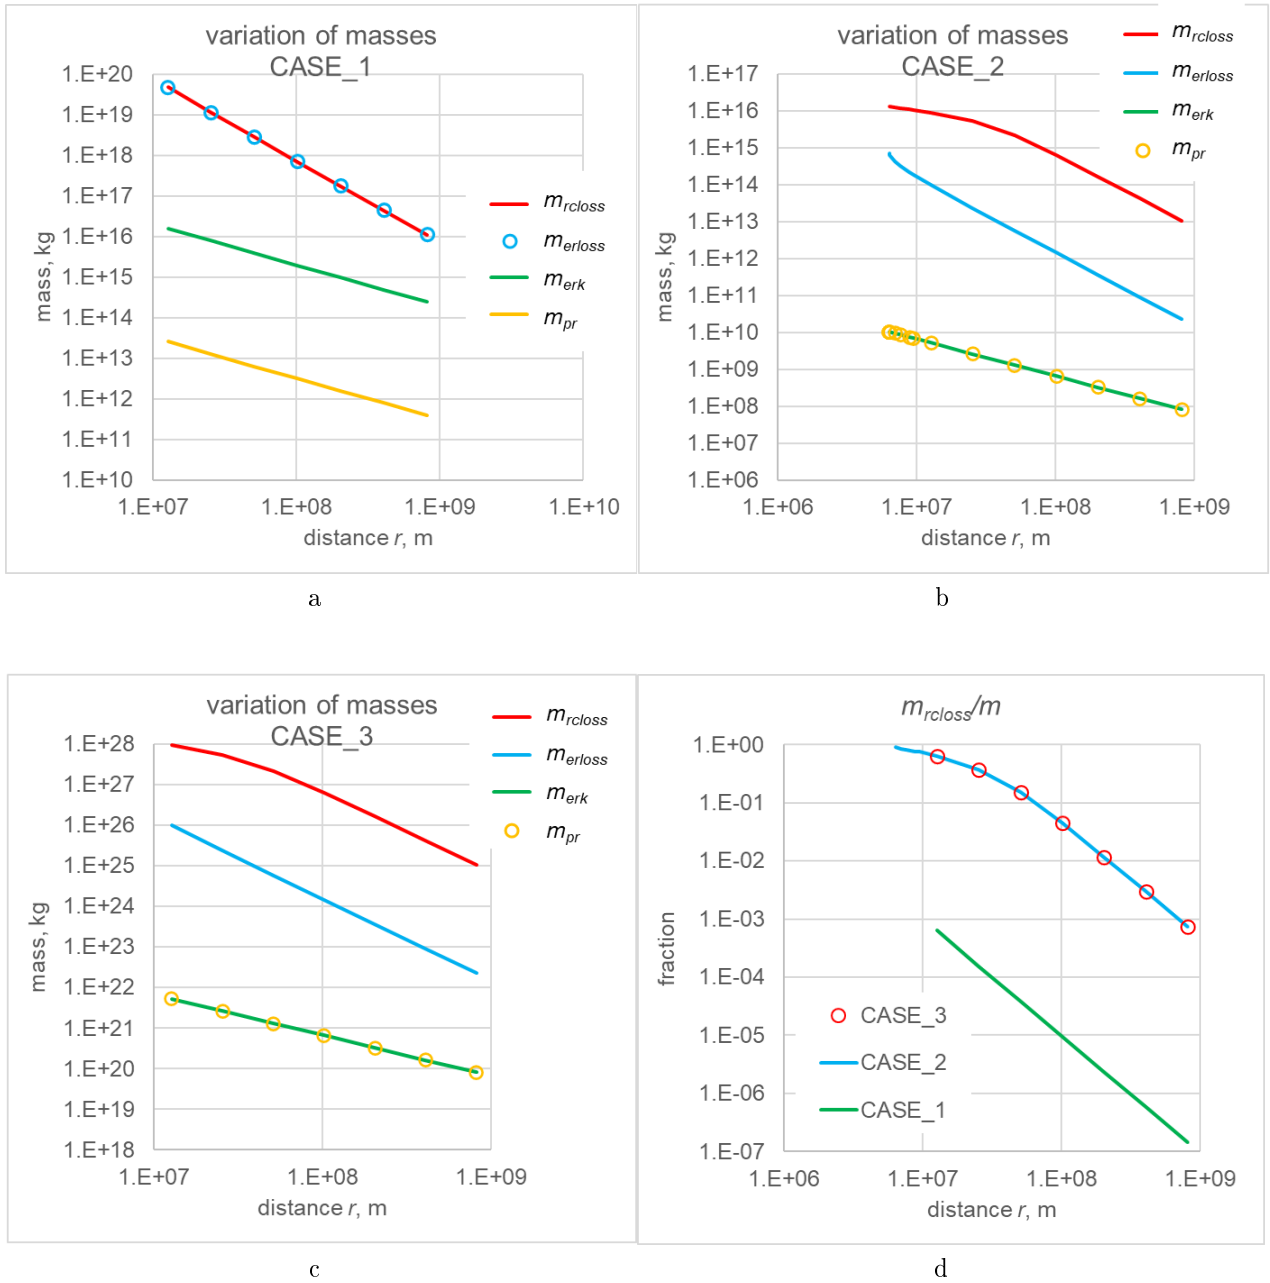 variation of masses
CASE_1
1.E+20
1.E+19
1.E+18
1.E+17
1.E+16
1.E+15
1.E+14
1.E+13
1.E+12
1.E+11
1.E+10
mass, kg
1.E+07 1.E+08 1.E+09 1.E+10
distance r, m
m_rcloss
m_erloss
m_erk
m_pr
a
variation of masses
CASE_2
1.E+17
1.E+16
1.E+15
1.E+14
1.E+13
1.E+12
1.E+11
1.E+10
1.E+09
1.E+08
1.E+07
1.E+06
mass, kg
1.E+06 1.E+07 1.E+08 1.E+09
distance r, m
m_rcloss
m_erloss
m_erk
m_pr
b
variation of masses
CASE_3
1.E+28
1.E+27
1.E+26
1.E+25
1.E+24
1.E+23
1.E+22
1.E+21
1.E+20
1.E+19
1.E+18
mass, kg
1.E+07 1.E+08 1.E+09
distance r, m
m_rcloss
m_erloss
m_erk
m_pr
c
m_rcloss/m
1.E+00
1.E-01
1.E-02
1.E-03
1.E-04
1.E-05
1.E-06
1.E-07
fraction
CASE_3
CASE_2
CASE_1
1.E+06 1.E+07 1.E+08 1.E+09
distance r, m
d